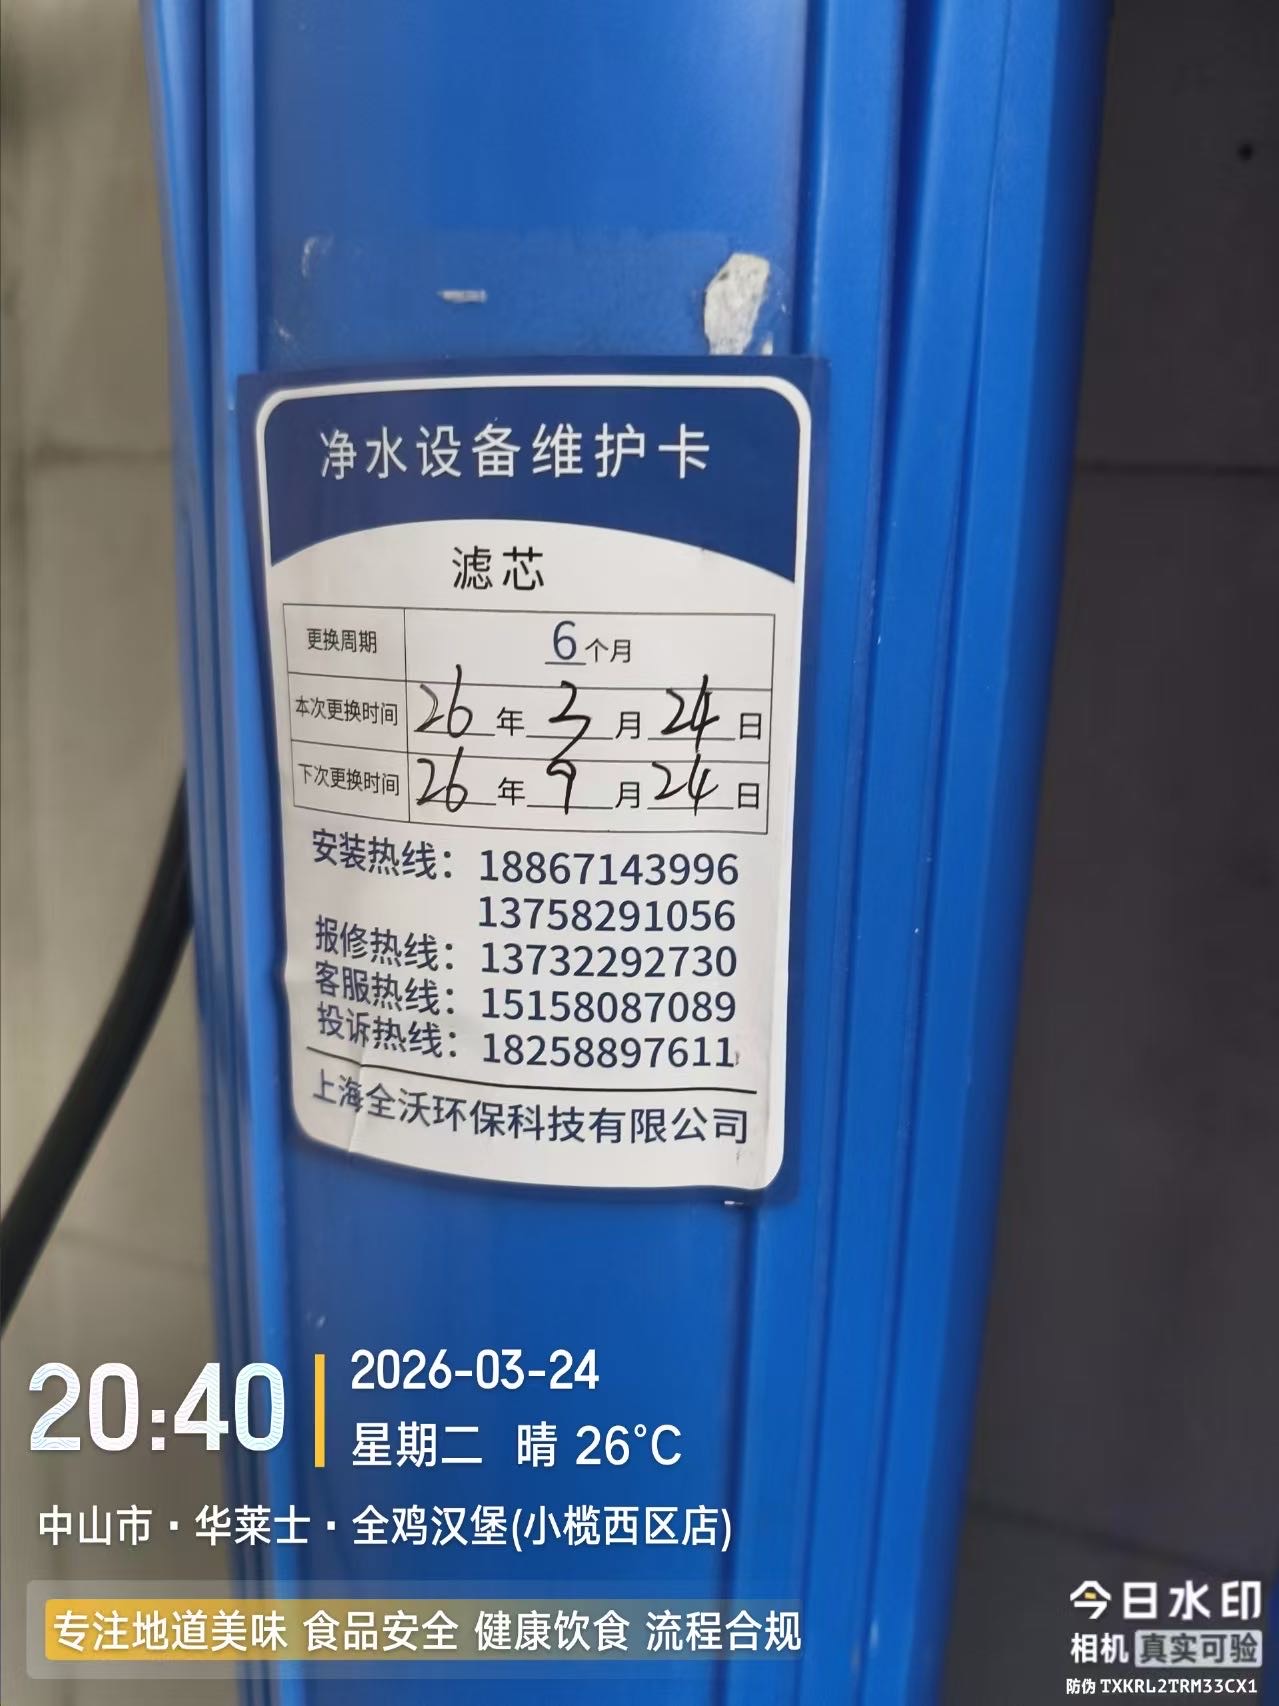 净水设备维护卡
滤芯
更换周期 6个月
本次更换时间 26年3月24日
下次更换时间 26年9月24日
安装热线：18867143996
13758291056
报修热线：13732292730
客服热线：15158087089
投诉热线：18258897611
上海全沃环保科技有限公司
20:40
2026-03-24
星期二 晴 26°C
中山市·华莱士·全鸡汉堡(小榄西区店)
专注地道美味 食品安全 健康饮食 流程合规
今日水印
相机 真实可验
防伪 TXKRL2TRM33CX1